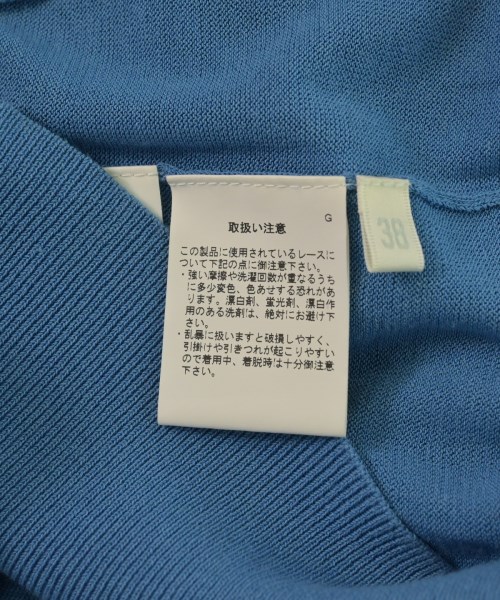 G
取扱い注意
この製品に使用されているレースに
ついて下記の点に御注意下さい。
・強い摩擦や洗濯回数が重なるうち
に多少変色、色あせする恐れがあ
ります。漂白剤、蛍光剤、漂白作
用のある洗剤は、絶対にお避け下
さい。
・乱暴に扱いますと破損しやすく、
引掛けや引きつれが起こりやすい
ので着用中、着脱時は十分御注意
下さい。
38